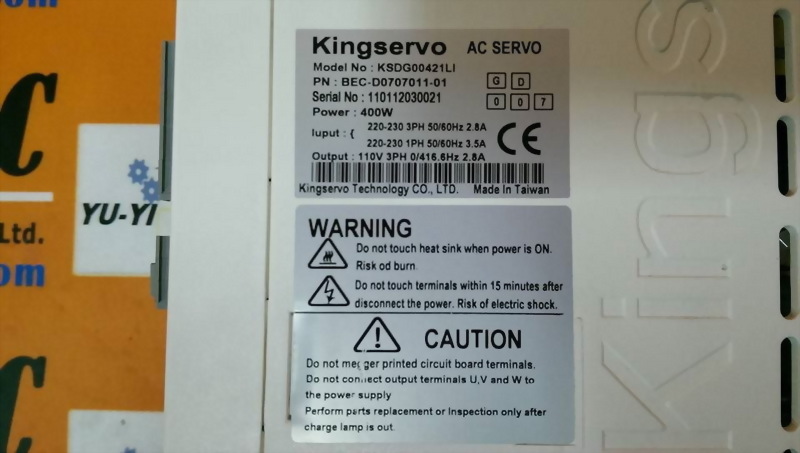 Kingservo AC SERVO
Model No : KSDG00421LI
PN : BEC-D0707011-01
G D
Serial No : 110112030021
0 0 7
Power : 400W
Iuput : {
220-230 3PH 50/60Hz 2.8A
220-230 1PH 50/60Hz 3.5A
CE
Output : 110V 3PH 0/416.6Hz 2.8A
Kingservo Technology CO., LTD. Made In Taiwan
WARNING
Do not touch heat sink when power is ON.
Risk od burn.
Do not touch terminals within 15 minutes after
disconnect the power. Risk of electric shock.
CAUTION
Do not merger printed circuit board terminals.
Do not connect output terminals U,V and W to
the power supply
Perform parts replacement or Inspection only after
charge lamp is out.
Kings
YU-YI
C
Ltd.
om
C